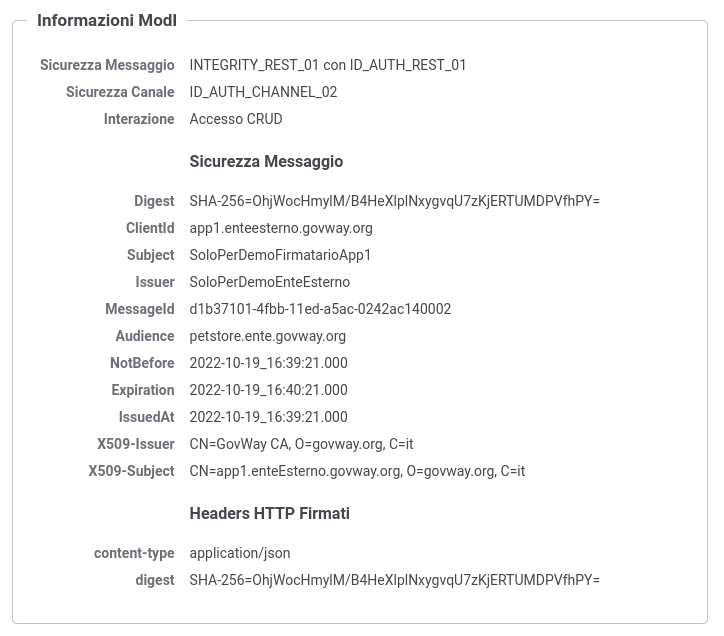 Informazioni ModI
Sicurezza Messaggio INTEGRITY_REST_01 con ID_AUTH_REST_01
Sicurezza Canale ID_AUTH_CHANNEL_02
Interazione Accesso CRUD
Sicurezza Messaggio
Digest SHA-256=OhjWocHmyIM/B4HeXIpINxygvqU7zKjERTUMDPVfhPY=
ClientId app1.enteesterno.govway.org
Subject SoloPerDemoFirmatarioApp1
Issuer SoloPerDemoEnteEsterno
MessageId d1b37101-4fbb-11ed-a5ac-0242ac140002
Audience petstore.ente.govway.org
NotBefore 2022-10-19_16:39:21.000
Expiration 2022-10-19_16:40:21.000
IssuedAt 2022-10-19_16:39:21.000
X509-Issuer CN=GovWay CA, O=govway.org, C=it
X509-Subject CN=app1.enteEsterno.govway.org, O=govway.org, C=it
Headers HTTP Firmati
content-type application/json
digest SHA-256=OhjWocHmyIM/B4HeXIpINxygvqU7zKjERTUMDPVfhPY=